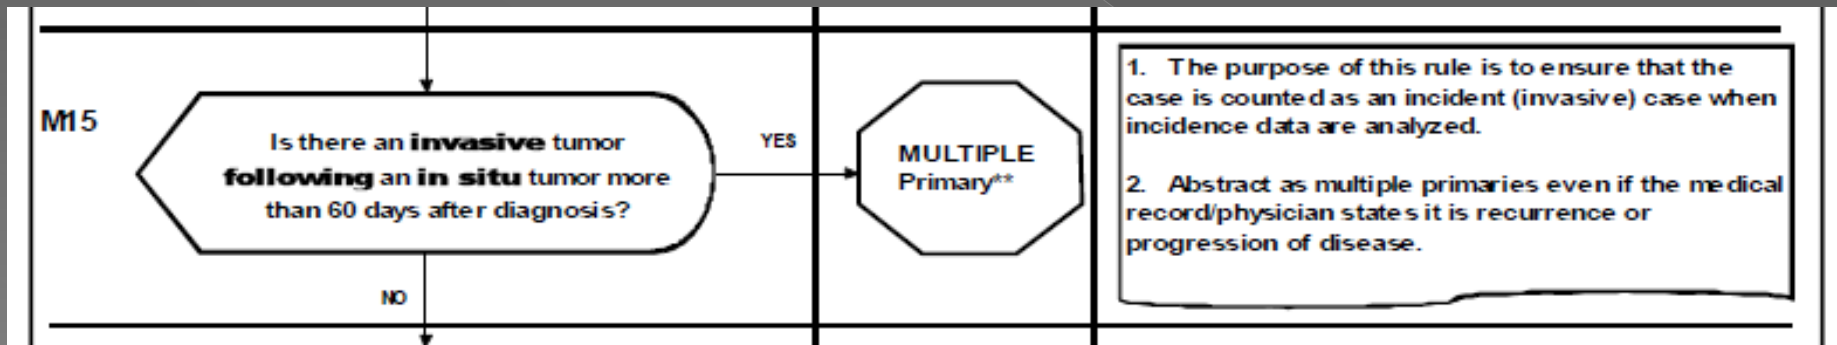 M15
Is there an invasive tumor
following an in situ tumor more
than 60 days after diagnosis?
YES
NO
MULTIPLE
Primary**
1. The purpose of this rule is to ensure that the
case is counted as an incident (invasive) case when
incidence data are analyzed.
2. Abstract as multiple primaries even if the medical
record/physician states it is recurrence or
progression of disease.